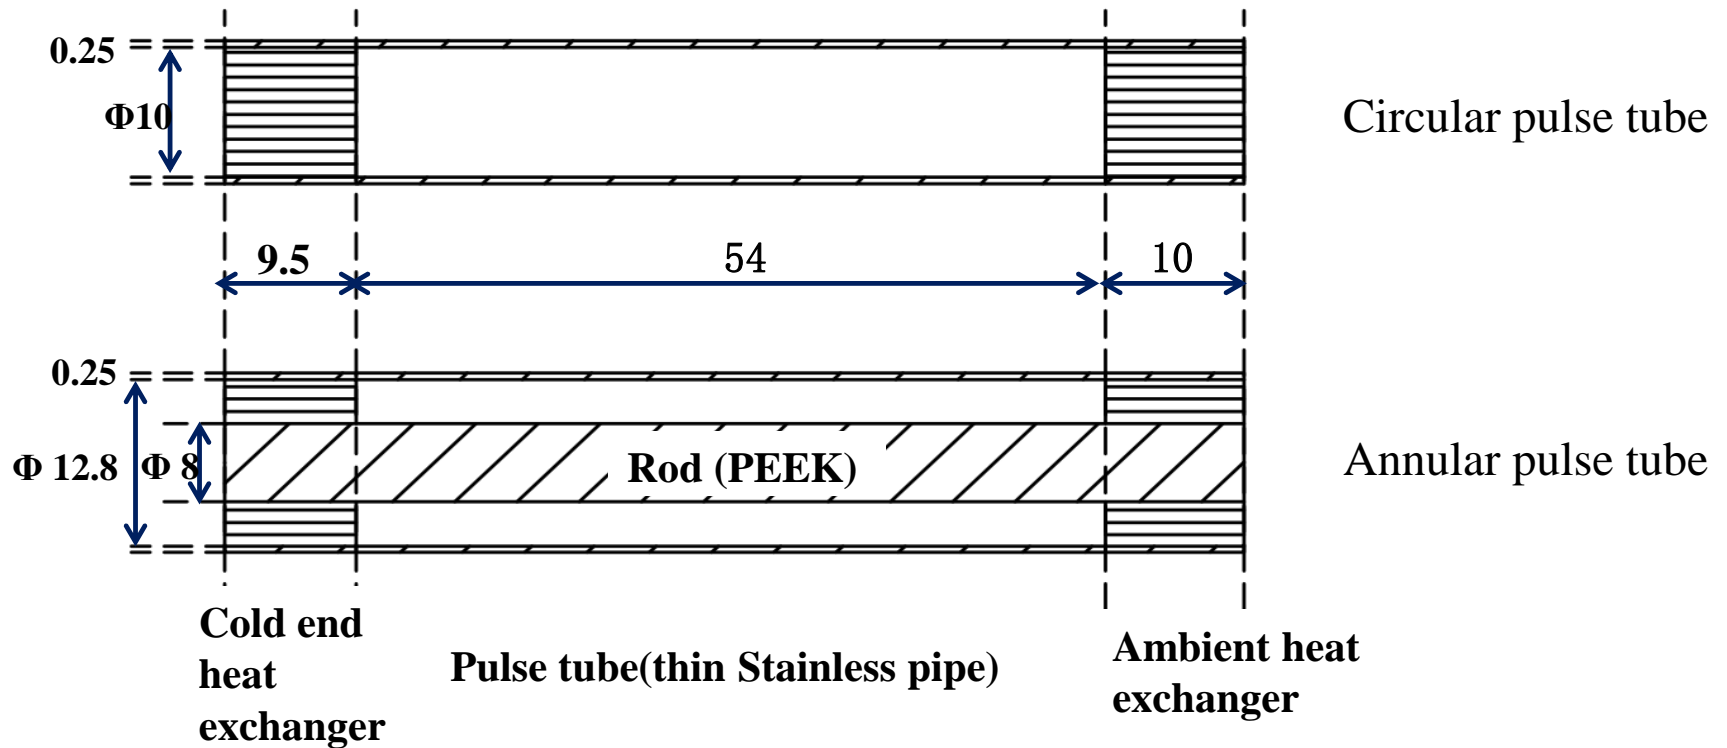 0.25
Φ10
Circular pulse tube
9.5
54
10
0.25
Φ 12.8
Φ 8
Rod (PEEK)
Annular pulse tube
Cold end
heat
exchanger
Pulse tube(thin Stainless pipe)
Ambient heat
exchanger